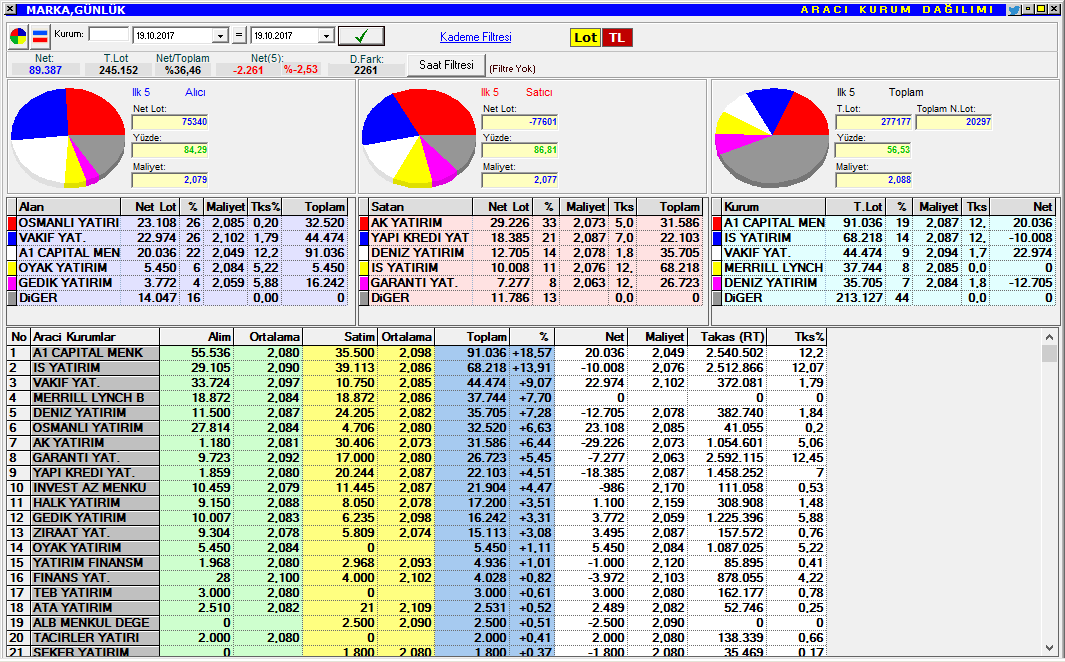 MARKA,GÜNLÜK ARACI KURUM DAĞILIMI
Kurum: 19.10.2017 = 19.10.2017 Kademe Filtresi Lot TL
Net: T.Lot Net/Toplam Net(5): D.Fark: Saat Filtresi (Filtre Yok)
89.387 245.152 %36,46 -2.261 %-2,53 2261
Ilk 5 Alıcı
Net Lot:
75340
Yüzde:
84,29
Maliyet:
2,079
Ilk 5 Satıcı
Net Lot:
-77601
Yüzde:
86,81
Maliyet:
2,077
Ilk 5 Toplam
T.Lot: Toplam N.Lot:
277177 20297
Yüzde:
56,53
Maliyet:
2,088
Alan Net Lot % Maliyet Tks% Toplam
OSMANLI YATIRI 23.108 26 2,085 0,20 32.520
VAKIF YAT. 22.974 26 2,102 1,79 44.474
A1 CAPITAL MEN 20.036 22 2,049 12,2 91.036
OYAK YATIRIM 5.450 6 2,084 5,22 5.450
GEDIK YATIRIM 3.772 4 2,059 5,88 16.242
DiGER 14.047 16 0,00 0
Satan Net Lot % Maliyet Tks Toplam
AK YATIRIM 29.226 33 2,073 5,0 31.586
YAPI KREDI YAT 18.385 21 2,087 7,0 22.103
DENIZ YATIRIM 12.705 14 2,078 1,8 35.705
IS YATIRIM 10.008 11 2,076 12, 68.218
GARANTI YAT. 7.277 8 2,063 12, 26.723
DiGER 11.786 13 0,0 0
Kurum T.Lot % Maliyet Tks Net
A1 CAPITAL MEN 91.036 19 2,087 12, 20.036
IS YATIRIM 68.218 14 2,087 12, -10.008
VAKIF YAT. 44.474 9 2,094 1,7 22.974
MERRILL LYNCH 37.744 8 2,085 0,0 0
DENIZ YATIRIM 35.705 7 2,084 1,8 -12.705
DiGER 213.127 44 0,0 0
No Araci Kurumlar Alim Ortalama Satim Ortalama Toplam % Net Maliyet Takas (RT) Tks%
1 A1 CAPITAL MENK 55.536 2,080 35.500 2,098 91.036 +18,57 20.036 2,049 2.540.502 12,2
2 IS YATIRIM 29.105 2,090 39.113 2,086 68.218 +13,91 -10.008 2,076 2.512.866 12,07
3 VAKIF YAT. 33.724 2,097 10.750 2,085 44.474 +9,07 22.974 2,102 372.081 1,79
4 MERRILL LYNCH B 18.872 2,084 18.872 2,086 37.744 +7,70 0 0 0
5 DENIZ YATIRIM 11.500 2,087 24.205 2,082 35.705 +7,28 -12.705 2,078 382.740 1,84
6 OSMANLI YATIRIM 27.814 2,084 4.706 2,080 32.520 +6,63 23.108 2,085 41.055 0,2
7 AK YATIRIM 1.180 2,081 30.406 2,073 31.586 +6,44 -29.226 2,073 1.054.601 5,06
8 GARANTI YAT. 9.723 2,092 17.000 2,080 26.723 +5,45 -7.277 2,063 2.592.115 12,45
9 YAPI KREDI YAT. 1.859 2,080 20.244 2,087 22.103 +4,51 -18.385 2,087 1.458.252 7
10 INVEST AZ MENKU 10.459 2,079 11.445 2,087 21.904 +4,47 -986 2,170 111.058 0,53
11 HALK YATIRIM 9.150 2,088 8.050 2,078 17.200 +3,51 1.100 2,159 308.908 1,48
12 GEDIK YATIRIM 10.007 2,083 6.235 2,098 16.242 +3,31 3.772 2,059 1.225.396 5,88
13 ZIRAAT YAT. 9.304 2,078 5.809 2,074 15.113 +3,08 3.495 2,087 157.572 0,76
14 OYAK YATIRIM 5.450 2,084 0 5.450 +1,11 5.450 2,084 1.087.025 5,22
15 YATIRIM FINANSM 1.968 2,080 2.968 2,093 4.936 +1,01 -1.000 2,120 85.895 0,41
16 FINANS YAT. 28 2,100 4.000 2,102 4.028 +0,82 -3.972 2,103 878.055 4,22
17 TEB YATIRIM 3.000 2,080 0 3.000 +0,61 3.000 2,080 162.177 0,78
18 ATA YATIRIM 2.510 2,082 21 2,109 2.531 +0,52 2.489 2,082 52.746 0,25
19 ALB MENKUL DEGE 0 2.500 2,090 2.500 +0,51 -2.500 2,090 0 0
20 TACIRLER YATIRI 2.000 2,080 0 2.000 +0,41 2.000 2,080 138.339 0,66
21 SEKER YATIRIM 0 1.800 2,080 1.800 +0,37 -1.800 2,080 35.469 0,17